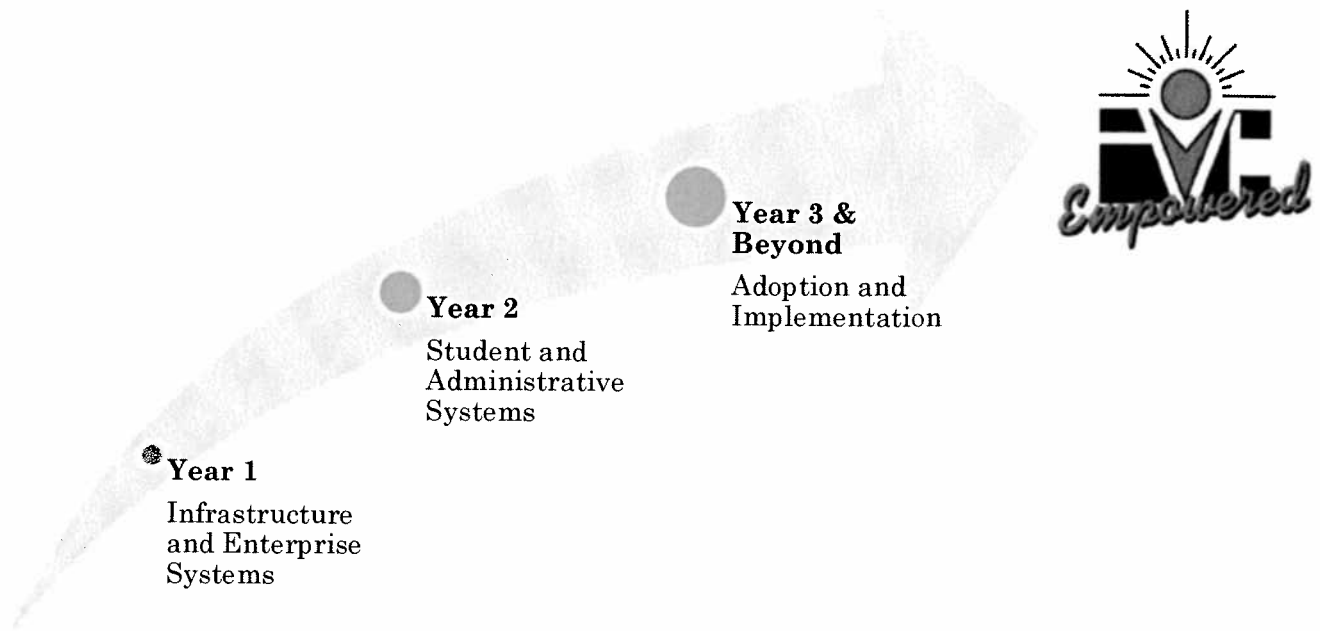 Year 1
Infrastructure
and Enterprise
Systems
Year 2
Student and
Administrative
Systems
Year 3 &
Beyond
Adoption and
Implementation
Empowered